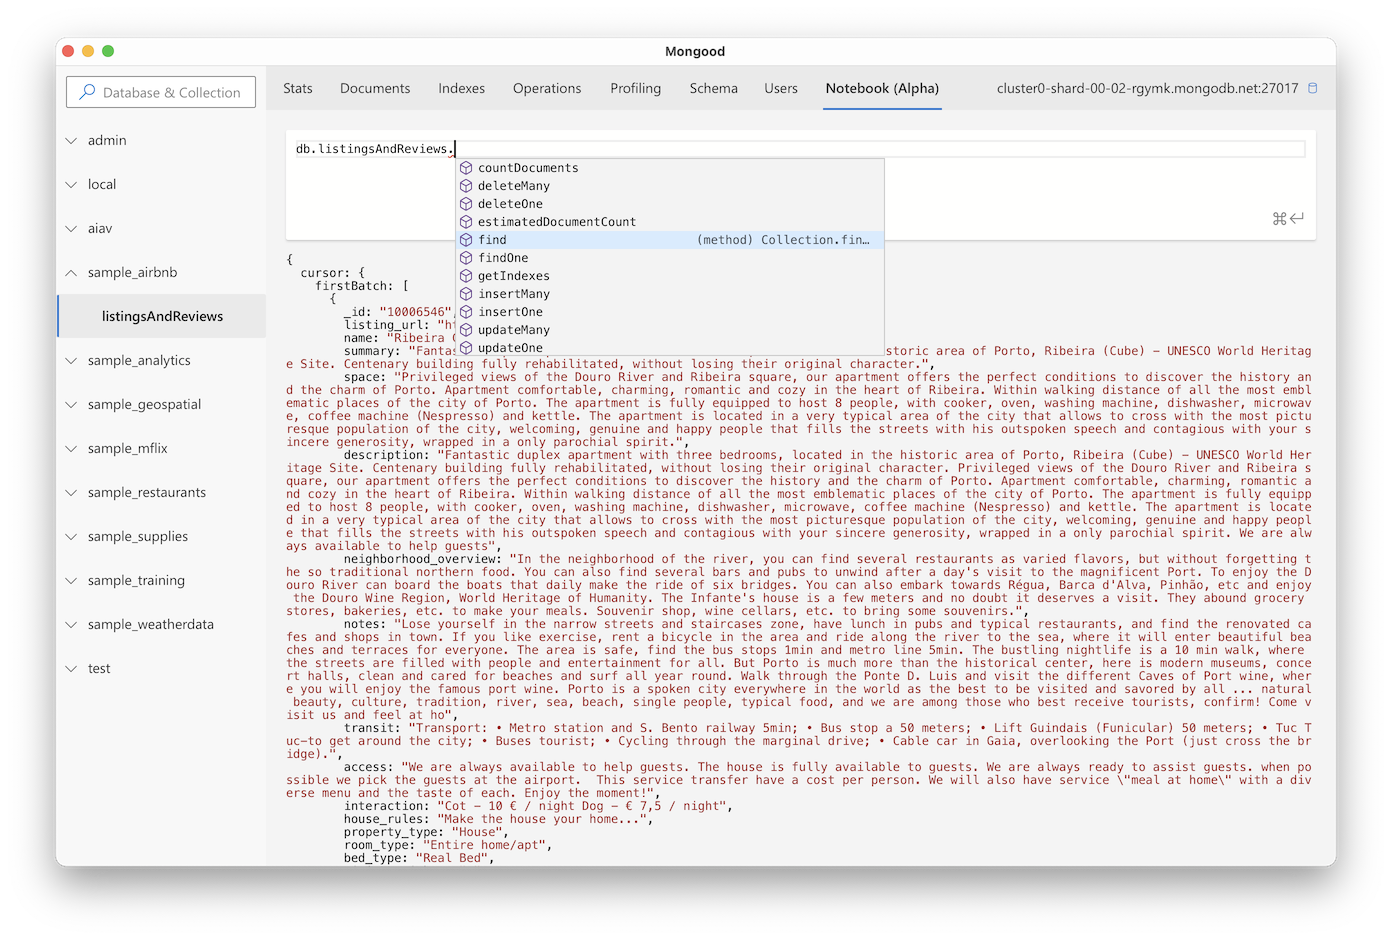 Mongood
Database & Collection
Stats Documents Indexes Operations Profiling Schema Users Notebook (Alpha) cluster0-shard-00-02-rgymk.mongodb.net:27017
admin
local
aiav
sample_airbnb
listingsAndReviews
sample_analytics
sample_geospatial
sample_mflix
sample_restaurants
sample_supplies
sample_training
sample_weatherdata
test
db.listingsAndReviews.
countDocuments
deleteMany
deleteOne
estimatedDocumentCount
find (method) Collection.fin…
findOne
getIndexes
insertMany
insertOne
updateMany
updateOne
⌘↩
{
cursor: {
firstBatch: [
{
_id: "10006546",
listing_url: "ht
name: "Ribeira
summary: "Fantas storic area of Porto, Ribeira (Cube) - UNESCO World Heritag
e Site. Centenary building fully rehabilitated, without losing their original character.",
space: "Privileged views of the Douro River and Ribeira square, our apartment offers the perfect conditions to discover the history an
d the charm of Porto. Apartment comfortable, charming, romantic and cozy in the heart of Ribeira. Within walking distance of all the most embl
ematic places of the city of Porto. The apartment is fully equipped to host 8 people, with cooker, oven, washing machine, dishwasher, microwav
e, coffee machine (Nespresso) and kettle. The apartment is located in a very typical area of the city that allows to cross with the most pictu
resque population of the city, welcoming, genuine and happy people that fills the streets with his outspoken speech and contagious with your s
incere generosity, wrapped in a only parochial spirit.",
description: "Fantastic duplex apartment with three bedrooms, located in the historic area of Porto, Ribeira (Cube) - UNESCO World Her
itage Site. Centenary building fully rehabilitated, without losing their original character. Privileged views of the Douro River and Ribeira s
quare, our apartment offers the perfect conditions to discover the history and the charm of Porto. Apartment comfortable, charming, romantic a
nd cozy in the heart of Ribeira. Within walking distance of all the most emblematic places of the city of Porto. The apartment is fully equipp
ed to host 8 people, with cooker, oven, washing machine, dishwasher, microwave, coffee machine (Nespresso) and kettle. The apartment is locate
d in a very typical area of the city that allows to cross with the most picturesque population of the city, welcoming, genuine and happy peopl
e that fills the streets with his outspoken speech and contagious with your sincere generosity, wrapped in a only parochial spirit. We are alw
ays available to help guests",
neighborhood_overview: "In the neighborhood of the river, you can find several restaurants as varied flavors, but without forgetting t
he so traditional northern food. You can also find several bars and pubs to unwind after a day's visit to the magnificent Port. To enjoy the D
ouro River can board the boats that daily make the ride of six bridges. You can also embark towards Régua, Barca d'Alva, Pinhão, etc and enjoy
the Douro Wine Region, World Heritage of Humanity. The Infante's house is a few meters and no doubt it deserves a visit. They abound grocery
stores, bakeries, etc. to make your meals. Souvenir shop, wine cellars, etc. to bring some souvenirs.",
notes: "Lose yourself in the narrow streets and staircases zone, have lunch in pubs and typical restaurants, and find the renovated ca
fes and shops in town. If you like exercise, rent a bicycle in the area and ride along the river to the sea, where it will enter beautiful bea
ches and terraces for everyone. The area is safe, find the bus stops 1min and metro line 5min. The bustling nightlife is a 10 min walk, where
the streets are filled with people and entertainment for all. But Porto is much more than the historical center, here is modern museums, conce
rt halls, clean and cared for beaches and surf all year round. Walk through the Ponte D. Luis and visit the different Caves of Port wine, wher
e you will enjoy the famous port wine. Porto is a spoken city everywhere in the world as the best to be visited and savored by all ... natural
beauty, culture, tradition, river, sea, beach, single people, typical food, and we are among those who best receive tourists, confirm! Come v
isit us and feel at ho",
transit: "Transport: • Metro station and S. Bento railway 5min; • Bus stop a 50 meters; • Lift Guindais (Funicular) 50 meters; • Tuc T
uc-to get around the city; • Buses tourist; • Cycling through the marginal drive; • Cable car in Gaia, overlooking the Port (just cross the br
idge).",
access: "We are always available to help guests. The house is fully available to guests. We are always ready to assist guests. when po
ssible we pick the guests at the airport.  This service transfer have a cost per person. We will also have service \"meal at home\" with a div
erse menu and the taste of each. Enjoy the moment!",
interaction: "Cot - 10 € / night Dog - € 7,5 / night",
house_rules: "Make the house your home...",
property_type: "House",
room_type: "Entire home/apt",
bed_type: "Real Bed",